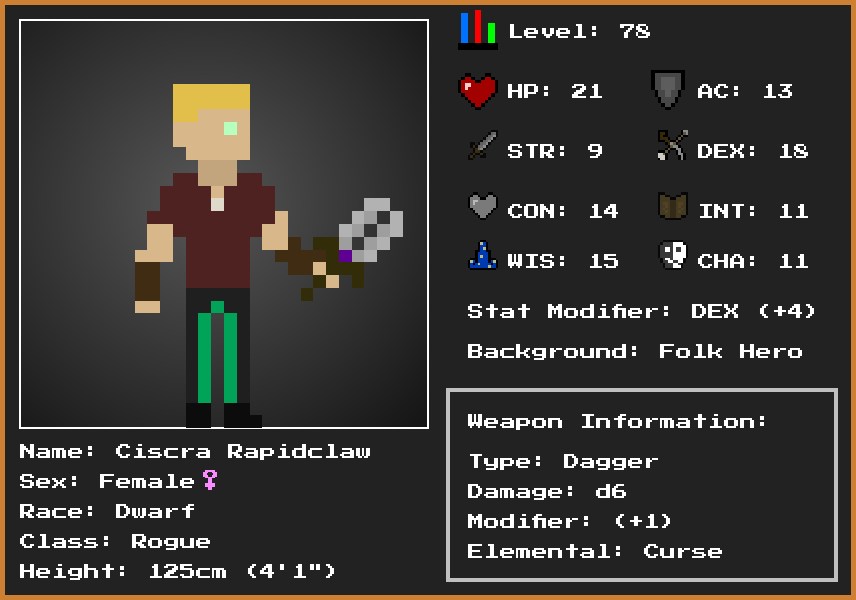 Level: 78
HP: 21
AC: 13
STR: 9
DEX: 18
CON: 14
INT: 11
WIS: 15
CHA: 11
Stat Modifier: DEX (+4)
Background: Folk Hero
Weapon Information:
Type: Dagger
Damage: d6
Modifier: (+1)
Elemental: Curse
Name: Ciscra Rapidclaw
Sex: Female♀
Race: Dwarf
Class: Rogue
Height: 125cm (4'1")